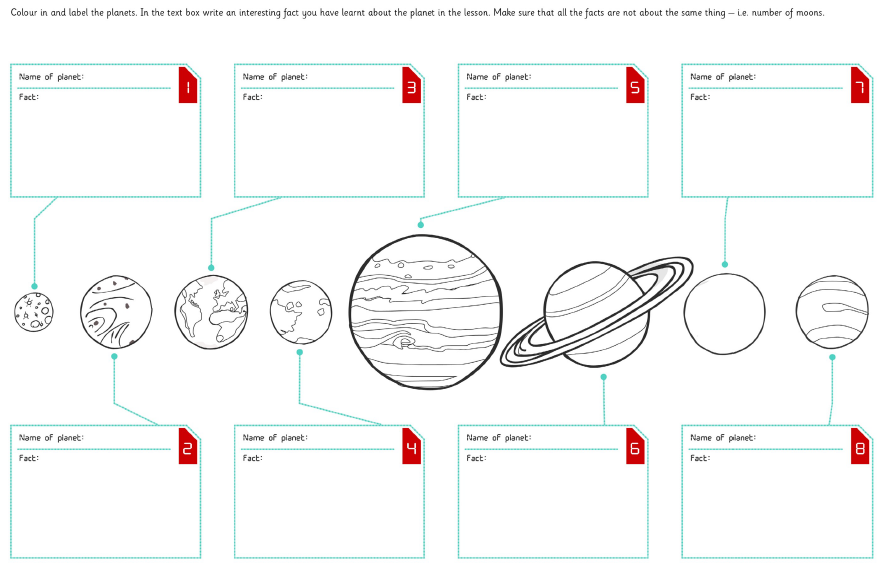 Colour in and label the planets. In the text box write an interesting fact you have learnt about the planet in the lesson. Make sure that all the facts are not about the same thing – i.e. number of moons.
Name of planet:
1
Fact:
Name of planet:
3
Fact:
Name of planet:
5
Fact:
Name of planet:
7
Fact:
Name of planet:
2
Fact:
Name of planet:
4
Fact:
Name of planet:
6
Fact:
Name of planet:
8
Fact: